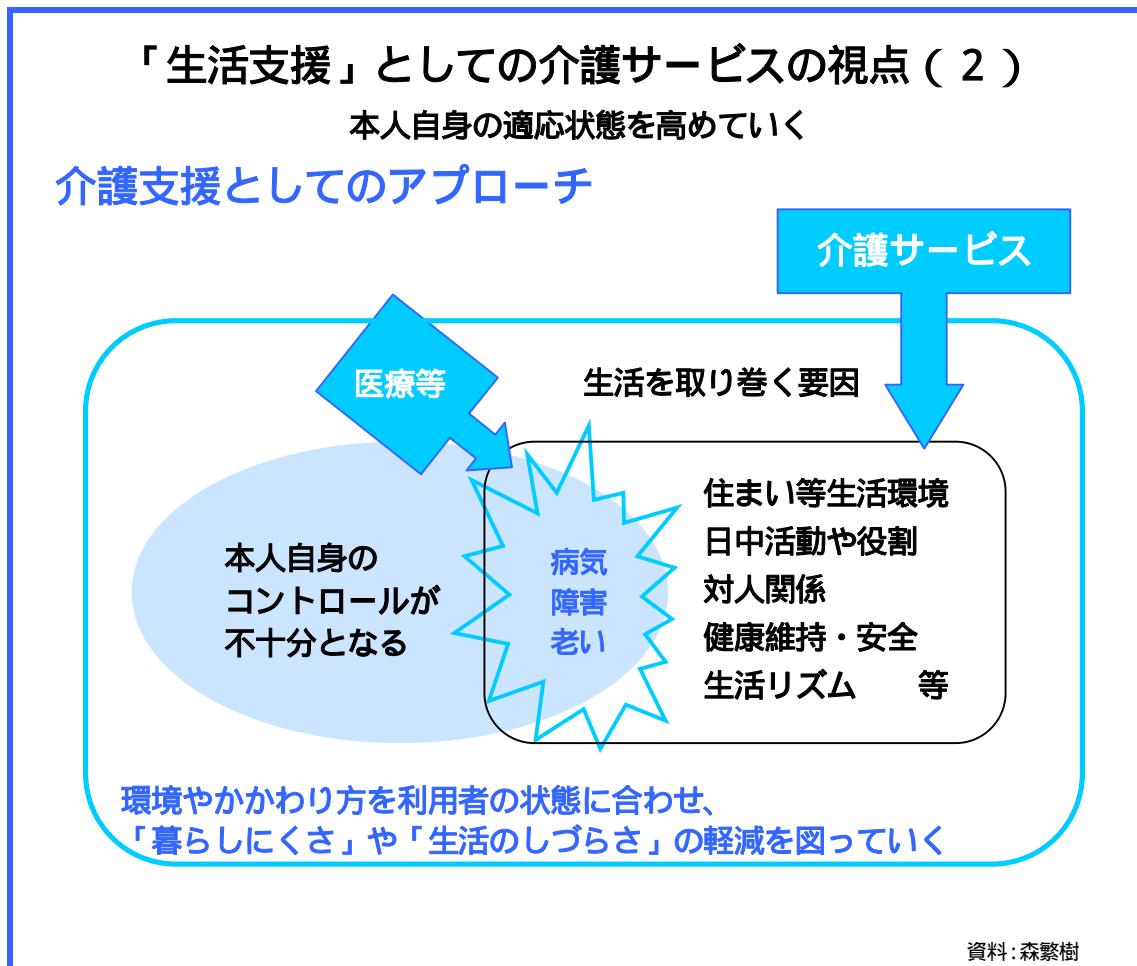 「生活支援」としての介護サービスの視点(２)
本人自身の適応状態を高めていく
介護支援としてのアプローチ
介護サービス
医療等
生活を取り巻く要因
本人自身の
コントロールが
不十分となる
病気
障害
老い
住まい等生活環境
日中活動や役割
対人関係
健康維持・安全
生活リズム　　等
環境やかかわり方を利用者の状態に合わせ、
「暮らしにくさ」や「生活のしづらさ」の軽減を図っていく
資料：森繁樹